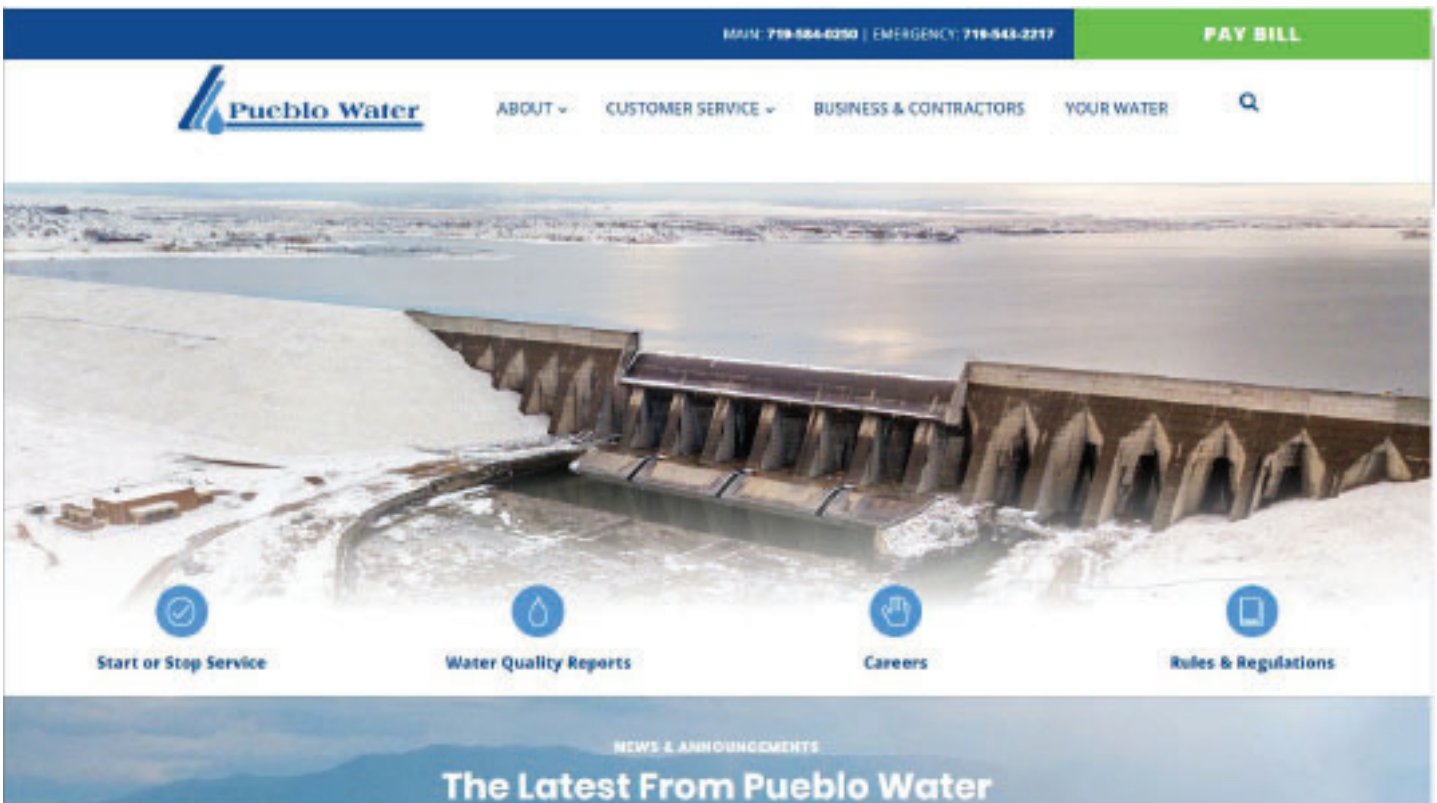 MAIN: 719-584-0250 | EMERGENCY: 719-543-2217
PAY BILL
Pueblo Water
ABOUT
CUSTOMER SERVICE
BUSINESS & CONTRACTORS
YOUR WATER
Start or Stop Service
Water Quality Reports
Careers
Rules & Regulations
NEWS & ANNOUNCEMENTS
The Latest From Pueblo Water